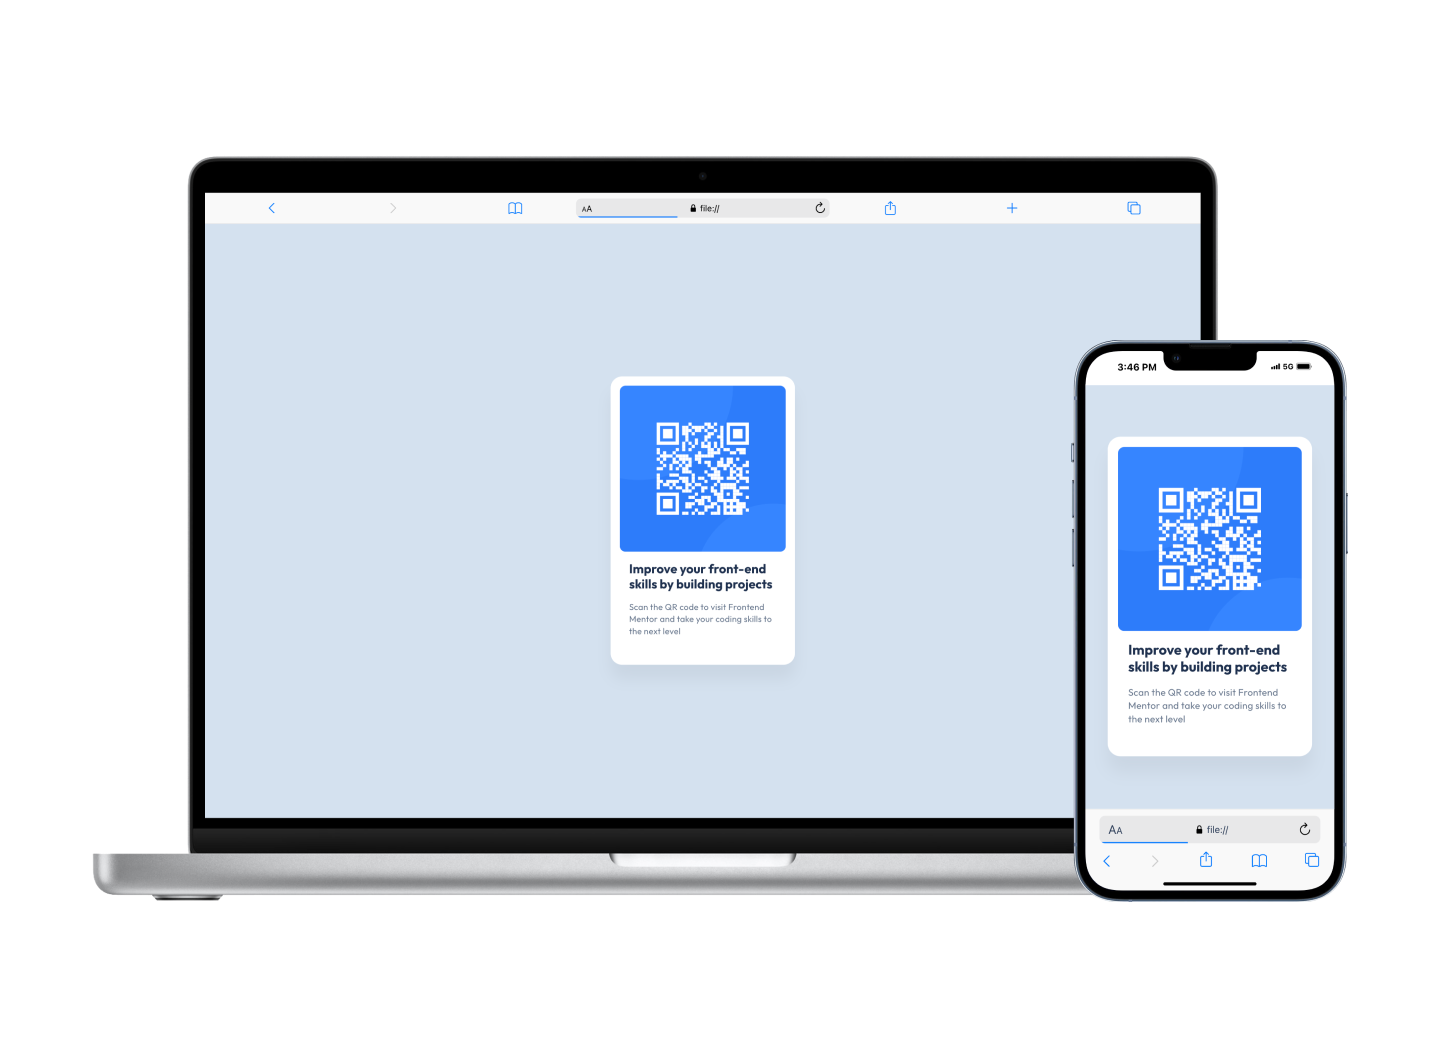 AA file://
Improve your front-end
skills by building projects
Scan the QR code to visit Frontend
Mentor and take your coding skills to
the next level
3:46 PM 5G
Improve your front-end
skills by building projects
Scan the QR code to visit Frontend
Mentor and take your coding skills to
the next level
AA file://